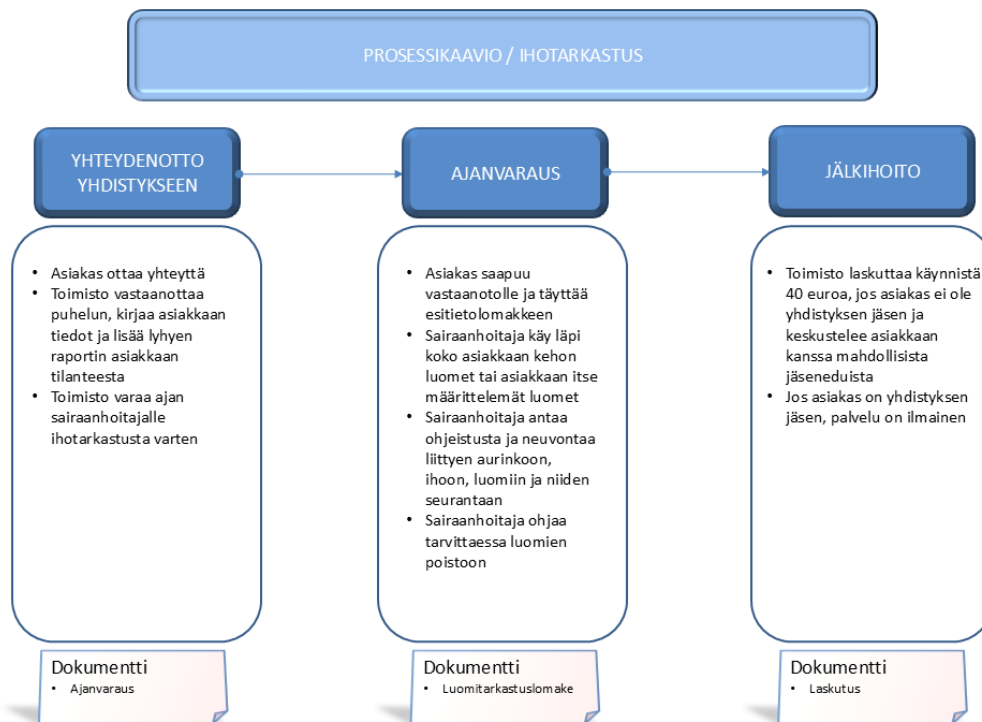 PROSESSIKAAVIO / IHOTARKASTUS
YHTEYDENOTTO
YHDISTYKSEEN
• Asiakas ottaa yhteyttä
• Toimisto vastaanottaa
puhelun, kirjaa asiakkaan
tiedot ja lisää lyhyen
raportin asiakkaan
tilanteesta
• Toimisto varaa ajan
sairaanhoitajalle
ihotarkastusta varten
Dokumentti
• Ajanvaraus
AJANVARAUS
• Asiakas saapuu
vastaanotolle ja täyttää
esitietolomakkeen
• Sairaanhoitaja käy läpi
koko asiakkaan kehon
luomet tai asiakkaan itse
määrittelemät luomet
• Sairaanhoitaja antaa
ohjeistusta ja neuvontaa
liittyen aurinkoon,
ihoon, luomiin ja niiden
seurantaan
• Sairaanhoitaja ohjaa
tarvittaessa luomien
poistoon
Dokumentti
• Luomitarkastuslomake
JÄLKIHOITO
• Toimisto laskuttaa käynnistä
40 euroa, jos asiakas ei ole
yhdistyksen jäsen ja
keskustelee asiakkaan
kanssa mahdollisista
jäseneduista
• Jos asiakas on yhdistyksen
jäsen, palvelu on ilmainen
Dokumentti
• Laskutus